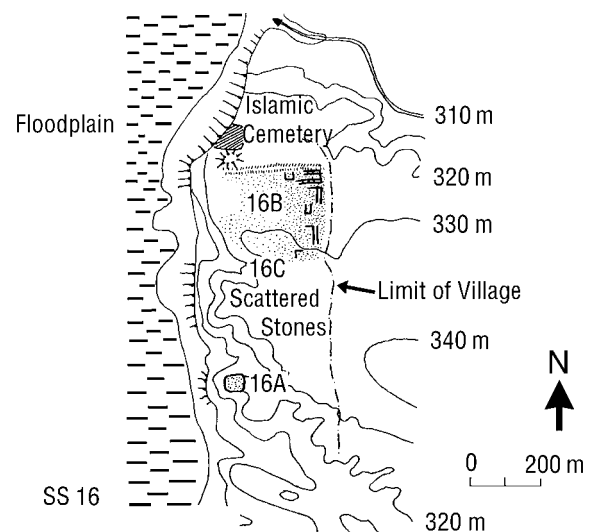 310 m
Islamic
Cemetery
Floodplain
320 m
16B
330 m
16C
Limit of Village
Scattered
Stones
340 m
N
16A
0 200 m
SS 16
320 m